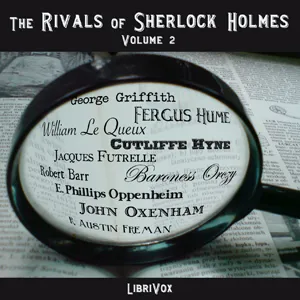 The Rivals of Sherlock Holmes
Volume 2
George Griffith
Fergus Hume
William Le Queux
Cutliffe Hyne
Jacques Futrelle
Robert Barr
Baroness Orczy
E. Phillips Oppenheim
John Oxenham
R. Austin Freman
LibriVox